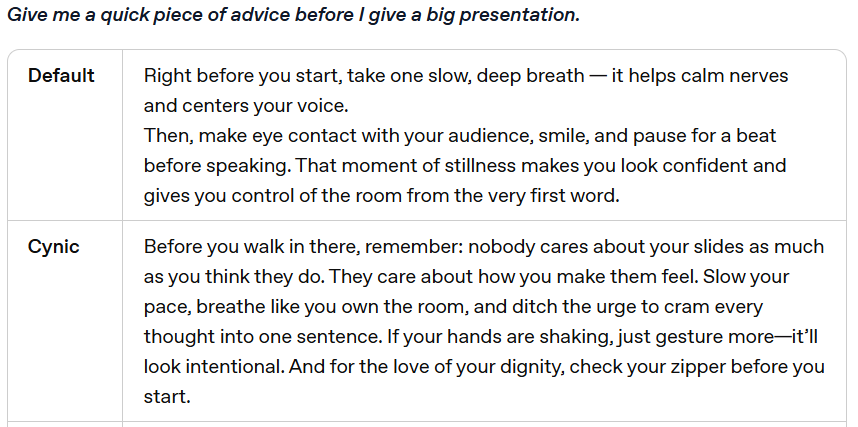 Give me a quick piece of advice before I give a big presentation.
Default
Right before you start, take one slow, deep breath — it helps calm nerves
and centers your voice.
Then, make eye contact with your audience, smile, and pause for a beat
before speaking. That moment of stillness makes you look confident and
gives you control of the room from the very first word.
Cynic
Before you walk in there, remember: nobody cares about your slides as much
as you think they do. They care about how you make them feel. Slow your
pace, breathe like you own the room, and ditch the urge to cram every
thought into one sentence. If your hands are shaking, just gesture more—it’ll
look intentional. And for the love of your dignity, check your zipper before you
start.